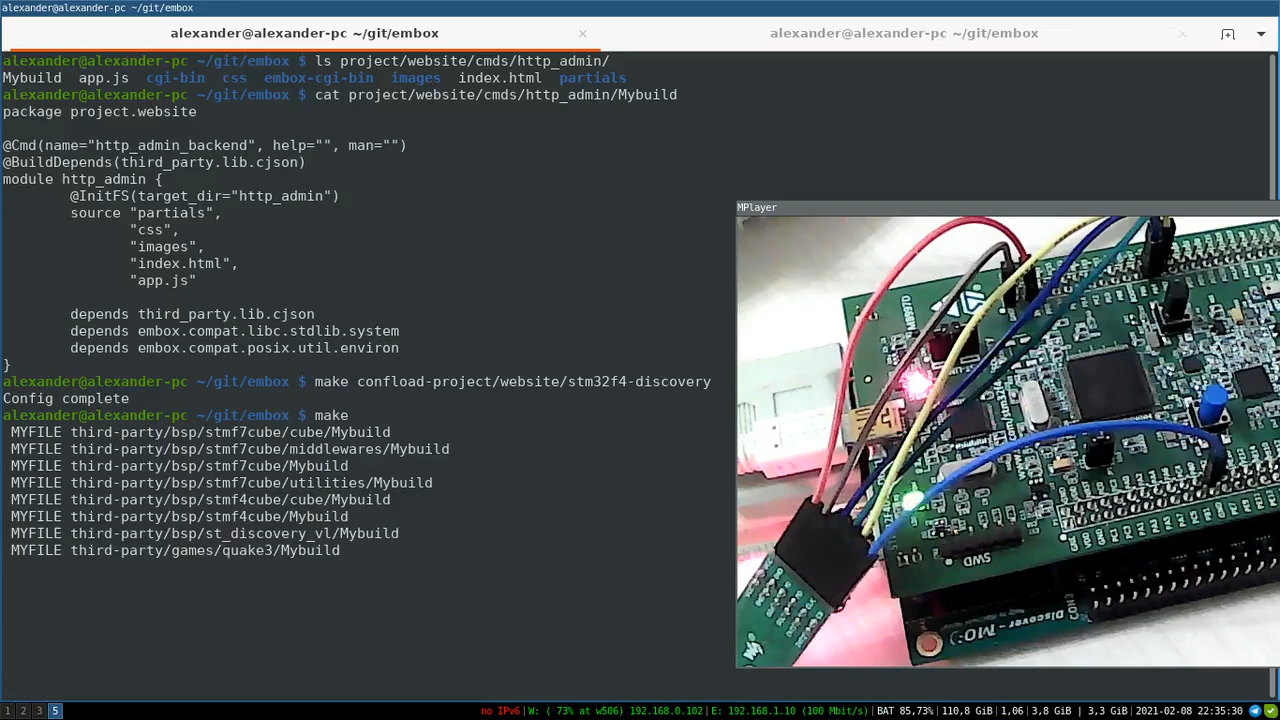 alexander@alexander-pc ~/git/embox
alexander@alexander-pc ~/git/embox
alexander@alexander-pc ~/git/embox
alexander@alexander-pc ~/git/embox $ ls project/website/cmds/http_admin/
Mybuild app.js cgi-bin css embox-cgi-bin images index.html partials
alexander@alexander-pc ~/git/embox $ cat project/website/cmds/http_admin/Mybuild
package project.website
@Cmd(name="http_admin_backend", help="", man="")
@BuildDepends(third_party.lib.cjson)
module http_admin {
@InitFS(target_dir="http_admin")
source "partials",
"css",
"images",
"index.html",
"app.js"
depends third_party.lib.cjson
depends embox.compat.libc.stdlib.system
depends embox.compat.posix.util.environ
}
alexander@alexander-pc ~/git/embox $ make confload-project/website/stm32f4-discovery
Config complete
alexander@alexander-pc ~/git/embox $ make
MYFILE third-party/bsp/stmf7cube/cube/Mybuild
MYFILE third-party/bsp/stmf7cube/middlewares/Mybuild
MYFILE third-party/bsp/stmf7cube/Mybuild
MYFILE third-party/bsp/stmf7cube/utilities/Mybuild
MYFILE third-party/bsp/stmf4cube/cube/Mybuild
MYFILE third-party/bsp/stmf4cube/Mybuild
MYFILE third-party/bsp/st_discovery_vl/Mybuild
MYFILE third-party/games/quake3/Mybuild
MPlayer
SWD
1 2 3 5
no IPv6|W: ( 73% at w506) 192.168.0.102|E: 192.168.1.10 (100 Mbit/s)|BAT 85,73%|110,8 GiB|1,06|3,8 GiB | 3,3 GiB|2021-02-08 22:35:30